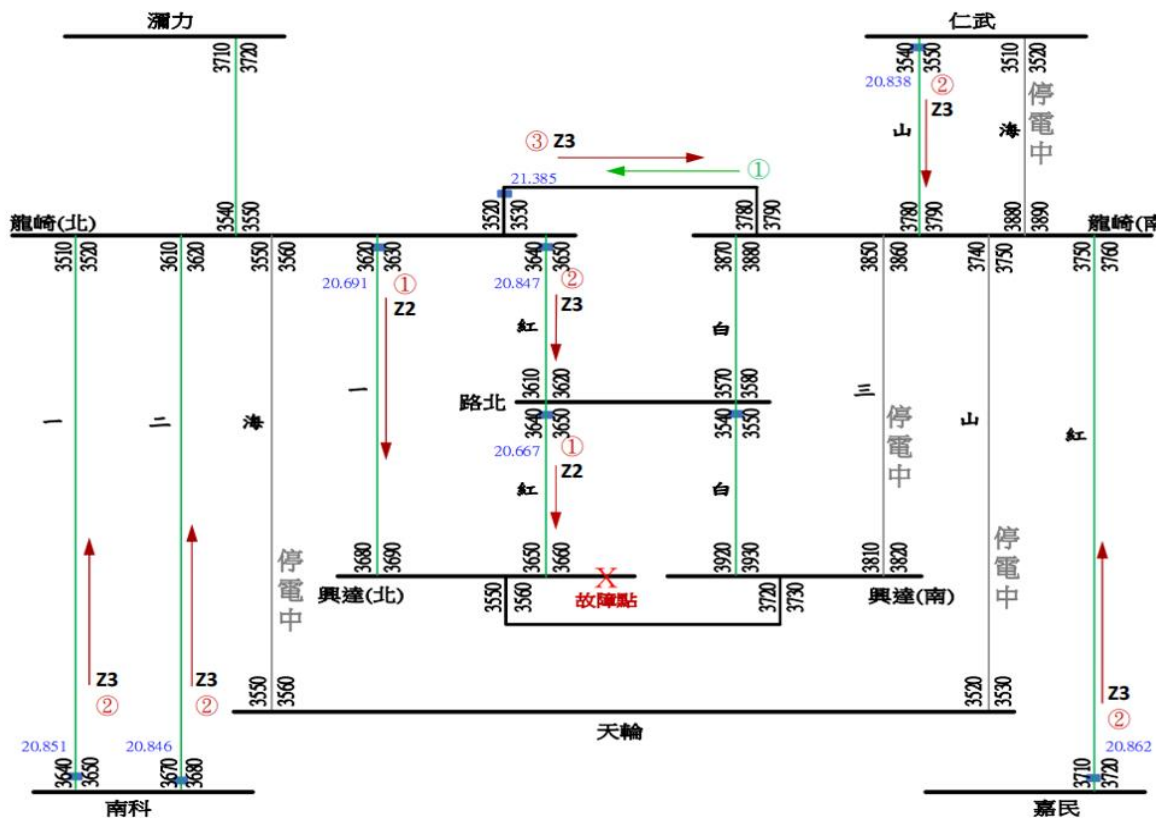 瀰力
仁武
3710
3720
3540
3550
3510
3520
20.838
②
Z3
山
海
停電中
③ Z3
①
21.385
3540
3550
3520
3530
3780
3790
3780
3790
3880
3890
龍崎(北)
龍崎(南
3510
3520
3610
3620
3550
3560
3620
3630
3640
3650
3870
3880
3850
3860
3740
3750
3750
3760
20.691
①
Z2
20.847
②
Z3
紅
白
3610
3620
3570
3580
路北
一
二
海
一
三
山
紅
停電中
3640
3650
3540
3550
20.667
①
Z2
紅
白
停電中
停電中
3680
3690
3650
3660
3920
3930
3810
3820
興達(北)
3550
3560
X
故障點
3720
3730
興達(南)
Z3
②
Z3
②
3550
3560
3520
3530
Z3
②
天輪
20.851
20.846
20.862
3640
3650
3670
3680
3710
3720
南科
嘉民